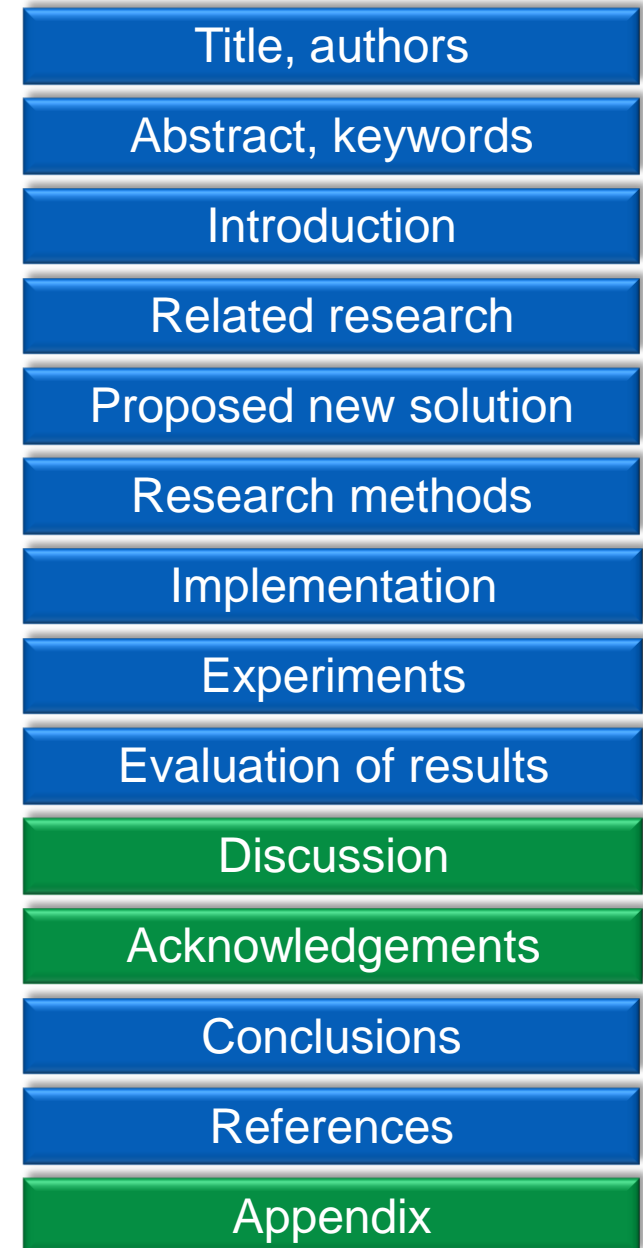 Title, authors
Abstract, keywords
Introduction
Related research
Proposed new solution
Research methods
Implementation
Experiments
Evaluation of results
Discussion
Acknowledgements
Conclusions
References
Appendix